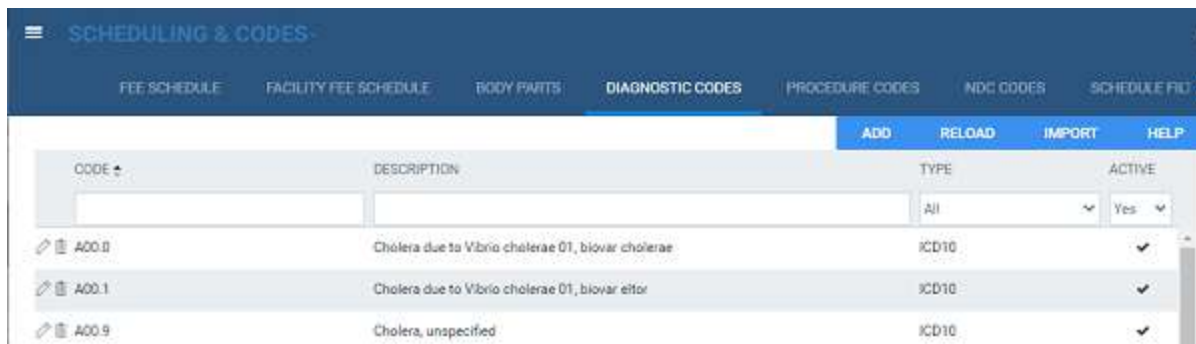 SCHEDULING & CODES-
FEE SCHEDULE FACILITY FEE SCHEDULE BODY PARTS DIAGNOSTIC CODES PROCEDURE CODES NDC CODES SCHEDULE FILT
ADD RELOAD IMPORT HELP
CODE DESCRIPTION TYPE ACTIVE
All Yes
A00.0 Cholera due to Vibrio cholerae 01, biovar cholerae ICD10
A00.1 Cholera due to Vibrio cholerae 01, biovar eltor ICD10
A00.9 Cholera, unspecified ICD10